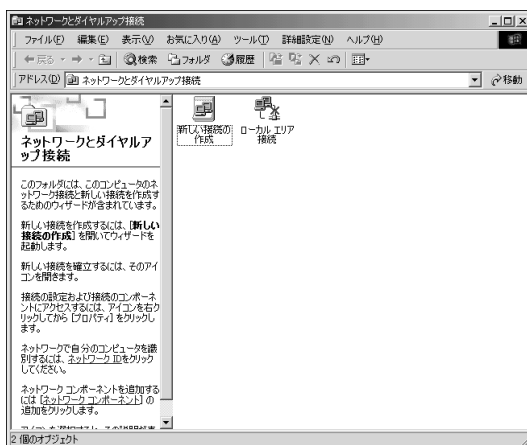 ネットワークとダイヤルアップ接続
ファイル(F) 編集(E) 表示(V) お気に入り(A) ツール(T) 詳細設定(N) ヘルプ(H)
戻る 検索 フォルダ 履歴
アドレス(D) ネットワークとダイヤルアップ接続 移動
ネットワークとダイヤルア
ップ接続
このフォルダには、このコンピュータのネ
ットワーク接続と新しい接続を作成す
るためのウィザードが含まれています。
新しい接続を作成するには、[新しい
接続の作成] を開いてウィザードを
起動します。
新しい接続を確立するには、そのアイ
コンを開きます。
接続の設定および接続のコンポーネ
ントにアクセスするには、アイコンを右ク
リックしてから [プロパティ] をクリックし
ます。
ネットワークで自分のコンピュータを識
別するには、ネットワーク IDをクリック
してください。
ネットワーク コンポーネントを追加する
には [ネットワーク コンポーネント] の
追加をクリックします。
新しい接続の
作成
ローカル エリア
接続
2 個のオブジェクト